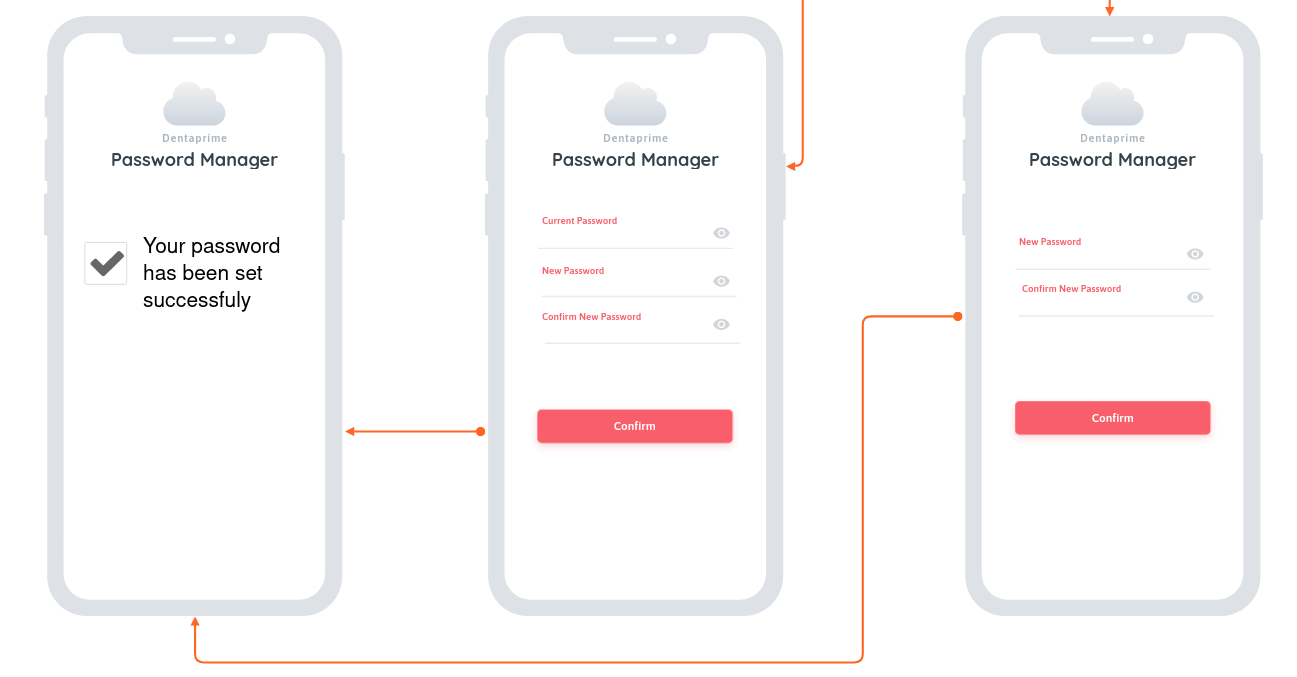 Dentaprime
Password Manager
Your password
has been set
successfuly
Dentaprime
Password Manager
Current Password
New Password
Confirm New Password
Confirm
Dentaprime
Password Manager
New Password
Confirm New Password
Confirm